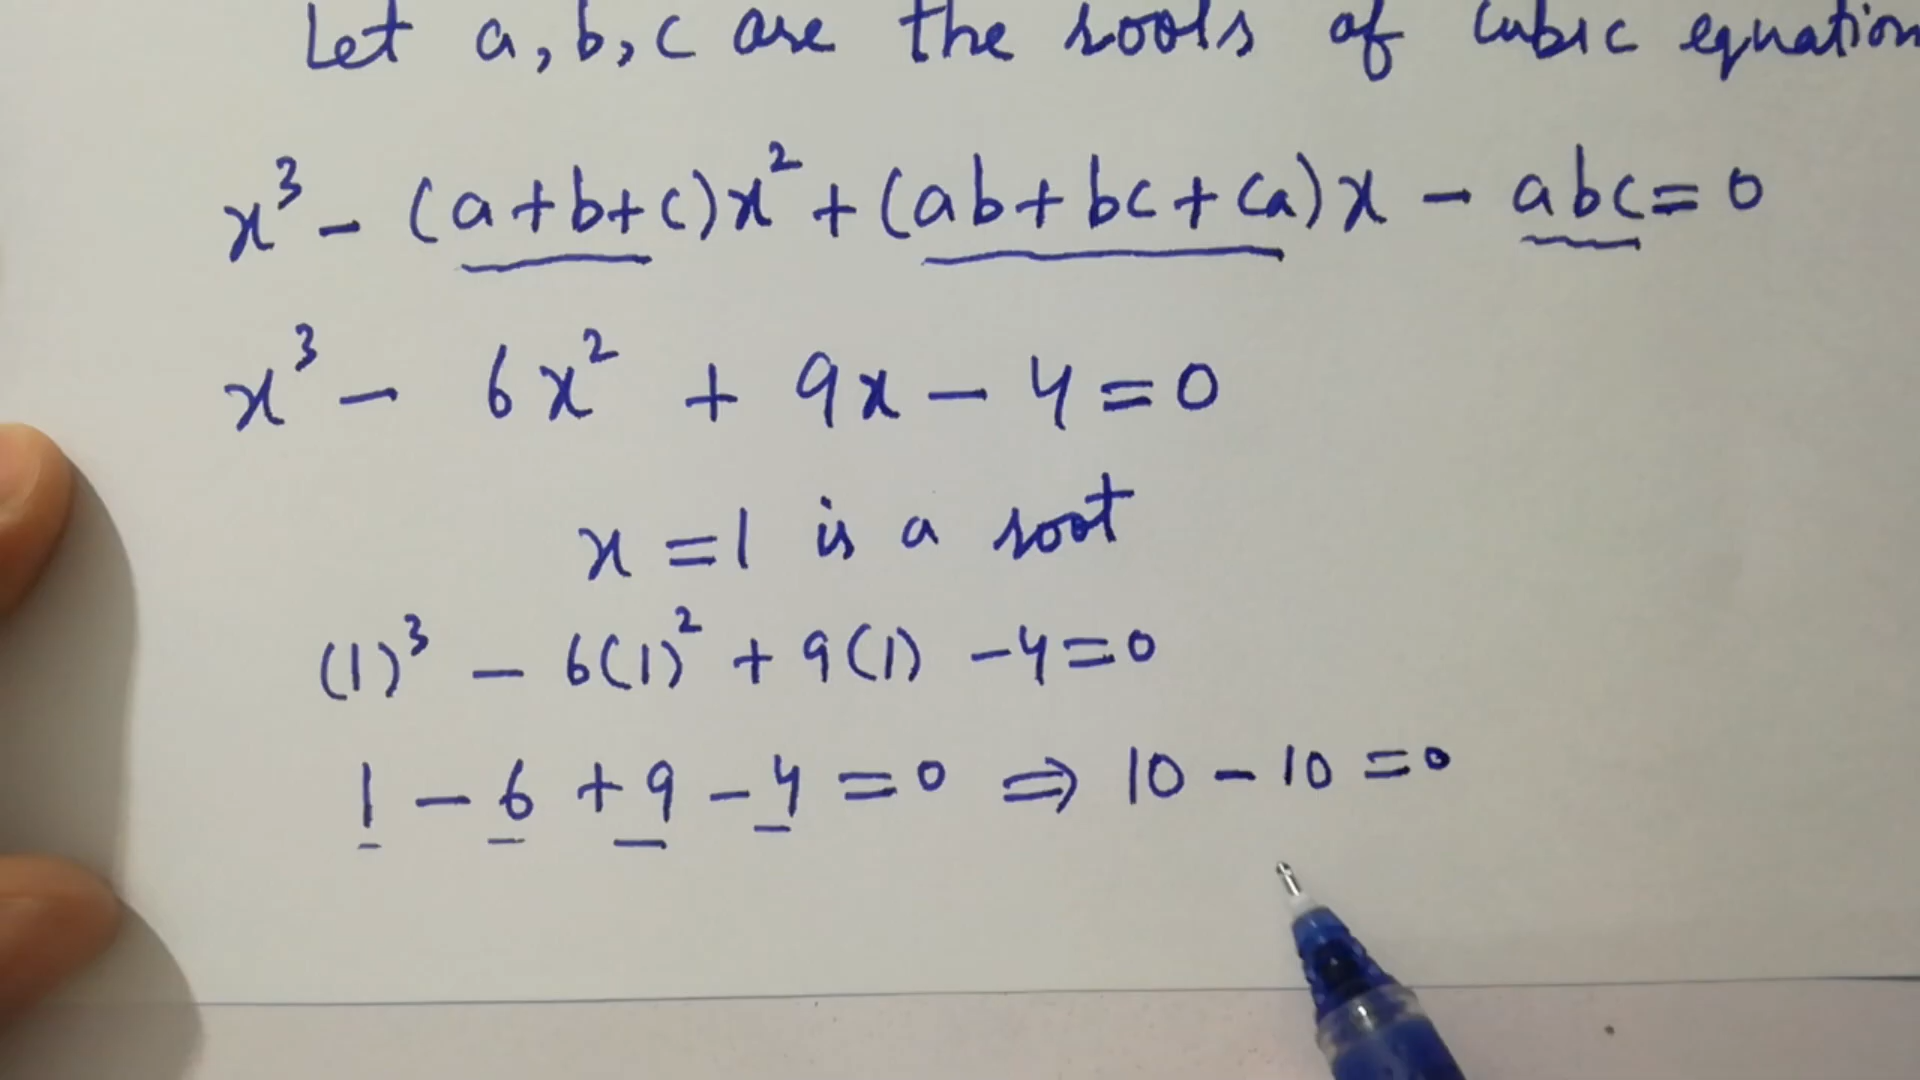 Let a, b, c are the roots of cubic equation
x³ - (a+b+c)x² + (ab+bc+ca)x - abc = 0
x³ - 6x² + 9x - 4 = 0
x = 1 is a root
(1)³ - 6(1)² + 9(1) - 4 = 0
1 - 6 + 9 - 4 = 0 ⇒ 10 - 10 = 0